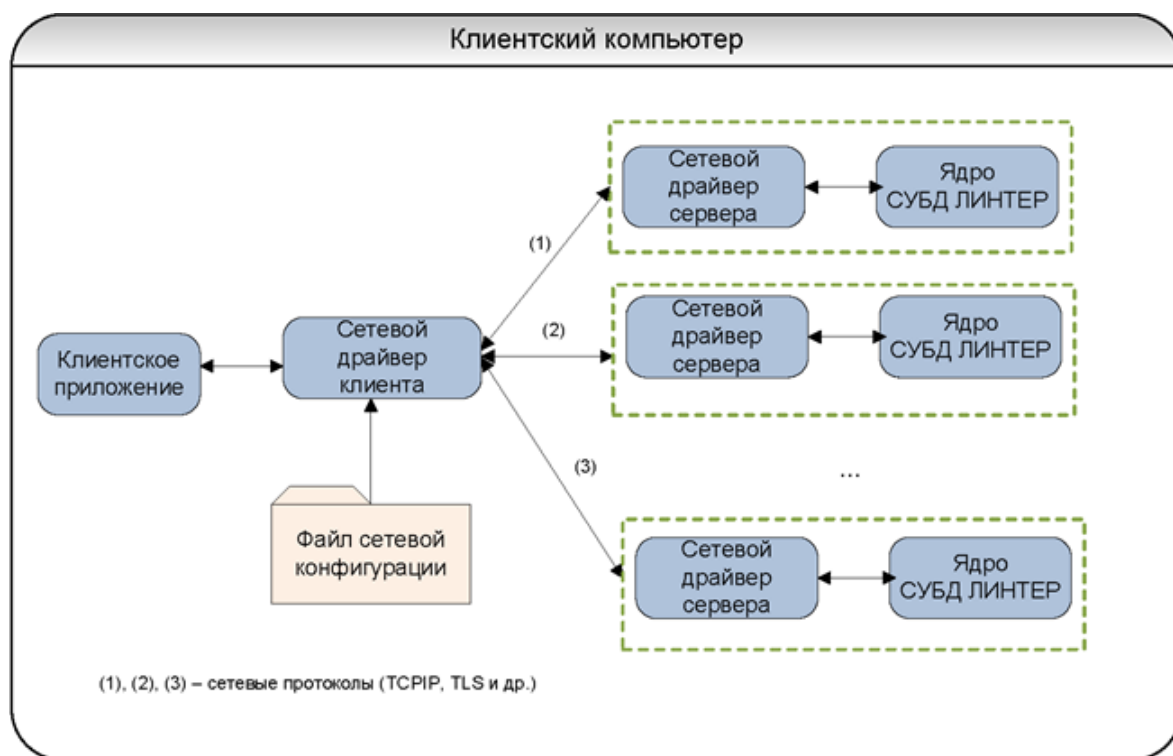 Клиентский компьютер
Сетевой
драйвер
сервера
Ядро
СУБД ЛИНТЕР
(1)
Сетевой
драйвер
сервера
Ядро
СУБД ЛИНТЕР
(2)
Клиентское
приложение
Сетевой
драйвер
клиента
(3)
...
Файл сетевой
конфигурации
Сетевой
драйвер
сервера
Ядро
СУБД ЛИНТЕР
(1), (2), (3) – сетевые протоколы (TCPIP, TLS и др.)